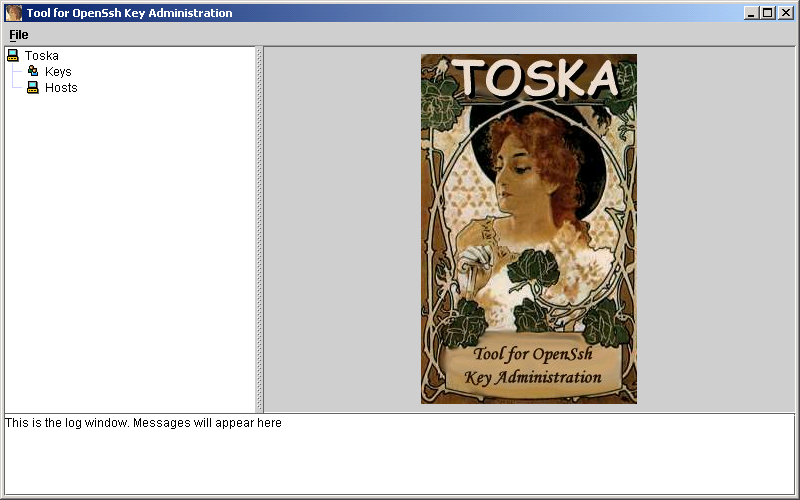 Tool for OpenSsh Key Administration
File
Toska
Keys
Hosts
TOSKA
Tool for OpenSsh
Key Administration
This is the log window. Messages will appear here